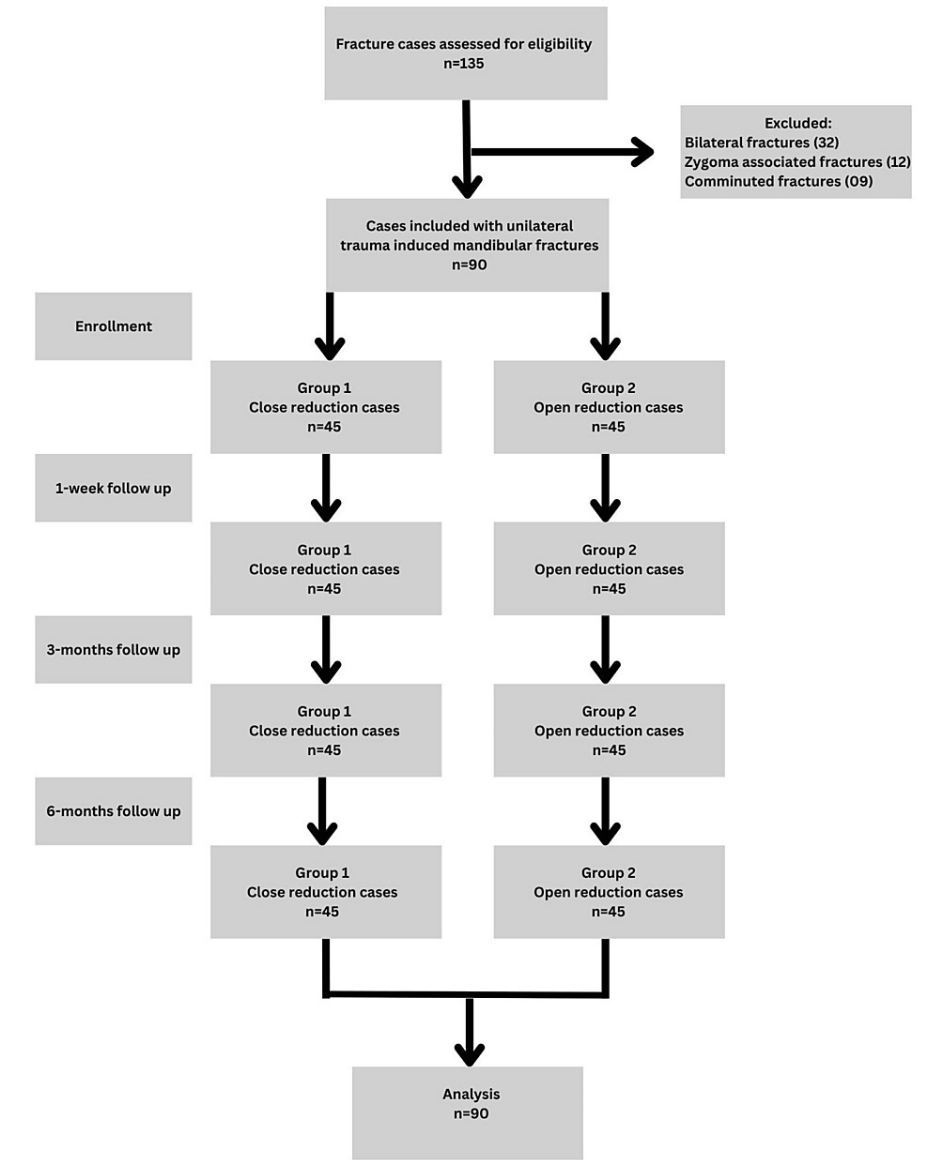 Fracture cases assessed for eligibility
n=135
Excluded:
Bilateral fractures (32)
Zygoma associated fractures (12)
Comminuted fractures (09)
Cases included with unilateral
trauma induced mandibular fractures
n=90
Enrollment
Group 1
Close reduction cases
n=45
Group 2
Open reduction cases
n=45
1-week follow up
Group 1
Close reduction cases
n=45
Group 2
Open reduction cases
n=45
3-months follow up
Group 1
Close reduction cases
n=45
Group 2
Open reduction cases
n=45
6-months follow up
Group 1
Close reduction cases
n=45
Group 2
Open reduction cases
n=45
Analysis
n=90